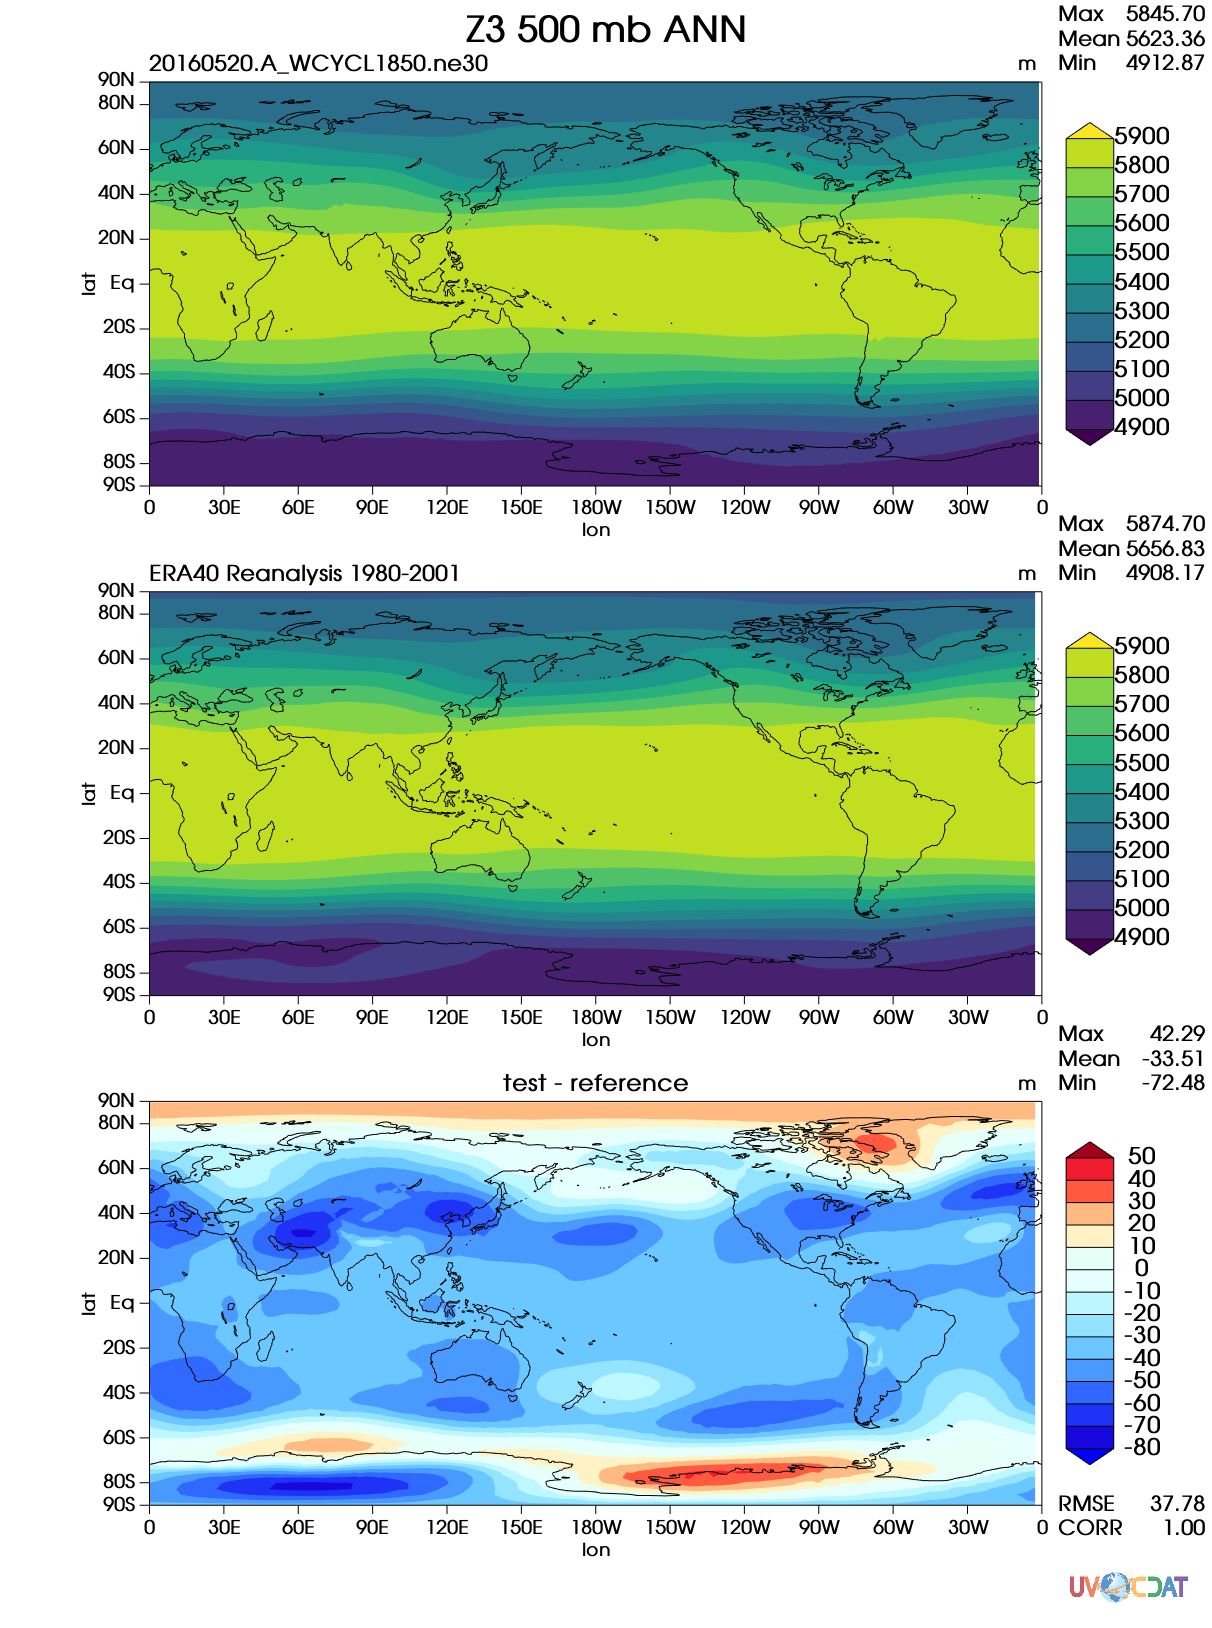 Z3 500 mb ANN
20160520.A_WCYCL1850.ne30
m
Max 5845.70
Mean 5623.36
Min 4912.87
90N
80N
60N
40N
20N
Eq
20S
40S
60S
80S
90S
lat
0 30E 60E 90E 120E 150E 180W 150W 120W 90W 60W 30W 0
lon
5900
5800
5700
5600
5500
5400
5300
5200
5100
5000
4900
ERA40 Reanalysis 1980-2001
m
Max 5874.70
Mean 5656.83
Min 4908.17
90N
80N
60N
40N
20N
Eq
20S
40S
60S
80S
90S
lat
0 30E 60E 90E 120E 150E 180W 150W 120W 90W 60W 30W 0
lon
5900
5800
5700
5600
5500
5400
5300
5200
5100
5000
4900
test - reference
m
Max 42.29
Mean -33.51
Min -72.48
90N
80N
60N
40N
20N
Eq
20S
40S
60S
80S
90S
lat
0 30E 60E 90E 120E 150E 180W 150W 120W 90W 60W 30W 0
lon
50
40
30
20
10
0
-10
-20
-30
-40
-50
-60
-70
-80
RMSE 37.78
CORR 1.00
UV CDAT